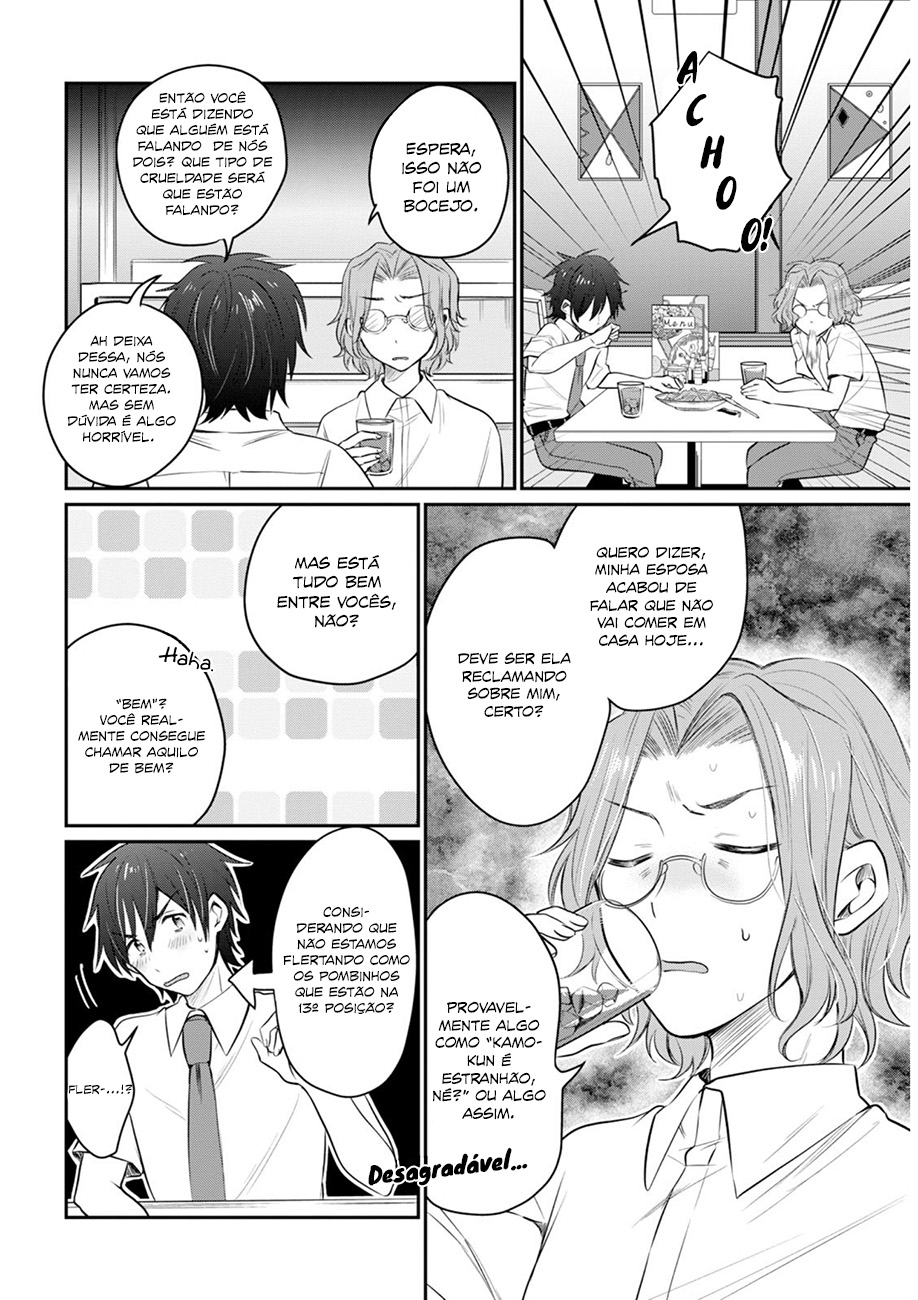 A
C
H
O
O!
Menu
ESPERA,
ISSO NÃO
FOI UM
BOCEJO.
ENTÃO VOCÊ
ESTÁ DIZENDO
QUE ALGUÉM ESTÁ
FALANDO DE NÓS
DOIS? QUE TIPO DE
CRUELDADE SERÁ
QUE ESTÃO
FALANDO?
AH DEIXA
DESSA, NÓS
NUNCA VAMOS
TER CERTEZA.
MAS SEM
DÚVIDA É ALGO
HORRÍVEL.
QUERO DIZER,
MINHA ESPOSA
ACABOU DE
FALAR QUE NÃO
VAI COMER EM
CASA HOJE...
DEVE SER ELA
RECLAMANDO
SOBRE MIM,
CERTO?
PROVAVEL-
MENTE ALGO
COMO "KAMO-
KUN É
ESTRANHÃO,
NÉ?" OU ALGO
ASSIM.
Desagradável...
MAS ESTÁ
TUDO BEM
ENTRE VOCÊS,
NÃO?
Haha.
"BEM"?
VOCÊ REAL-
MENTE CONSEGUE
CHAMAR AQUILO
DE BEM?
CONSI-
DERANDO QUE
NÃO ESTAMOS
FLERTANDO COMO
OS POMBINHOS
QUE ESTÃO NA
13º POSIÇÃO?
FLER-...!?